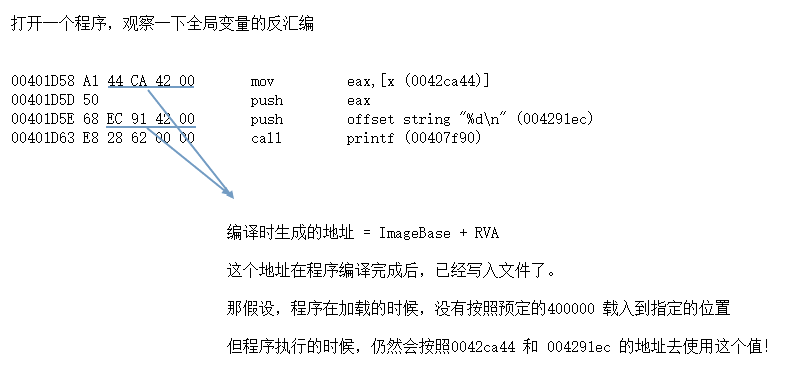 打开一个程序，观察一下全局变量的反汇编
00401D58 A1 44 CA 42 00 mov eax,[x (0042ca44)]
00401D5D 50 push eax
00401D5E 68 EC 91 42 00 push offset string "%d\n" (004291ec)
00401D63 E8 28 62 00 00 call printf (00407f90)
编译时生成的地址 = ImageBase + RVA
这个地址在程序编译完成后，已经写入文件了。
那假设，程序在加载的时候，没有按照预定的400000 载入到指定的位置
但程序执行的时候，仍然会按照0042ca44 和 004291ec 的地址去使用这个值!